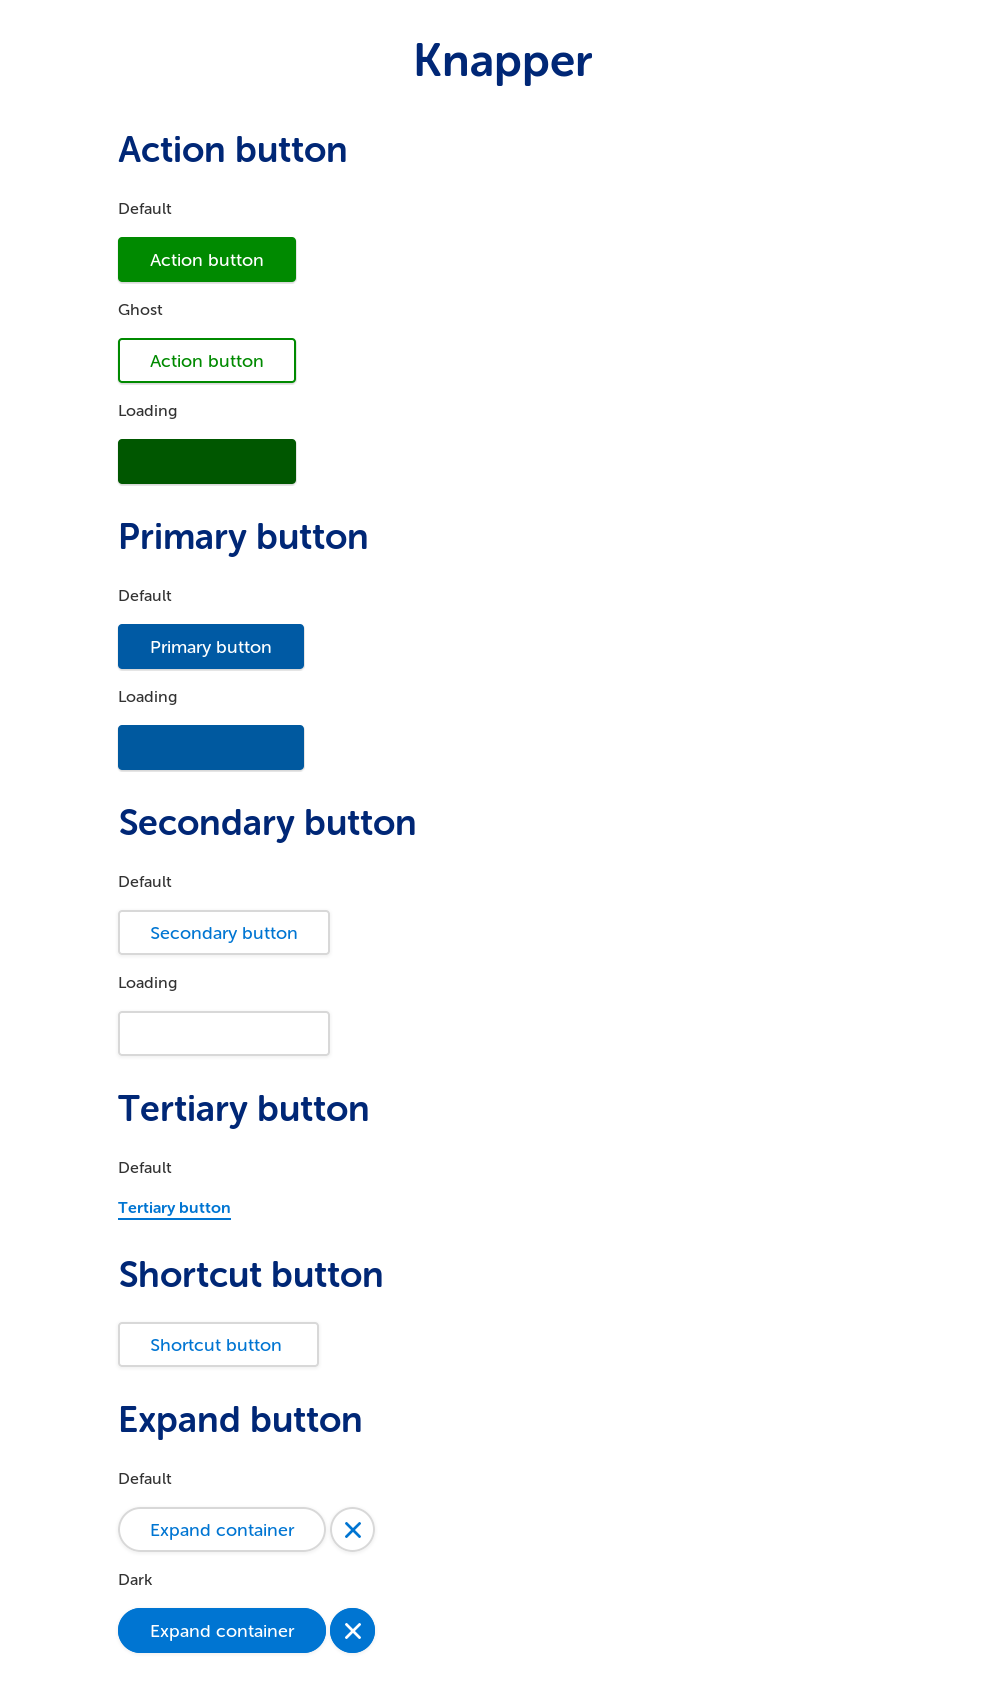 Knapper
Action button
Default
Action button
Ghost
Action button
Loading
Primary button
Default
Primary button
Loading
Secondary button
Default
Secondary button
Loading
Tertiary button
Default
Tertiary button
Shortcut button
Shortcut button
Expand button
Default
Expand container
Dark
Expand container